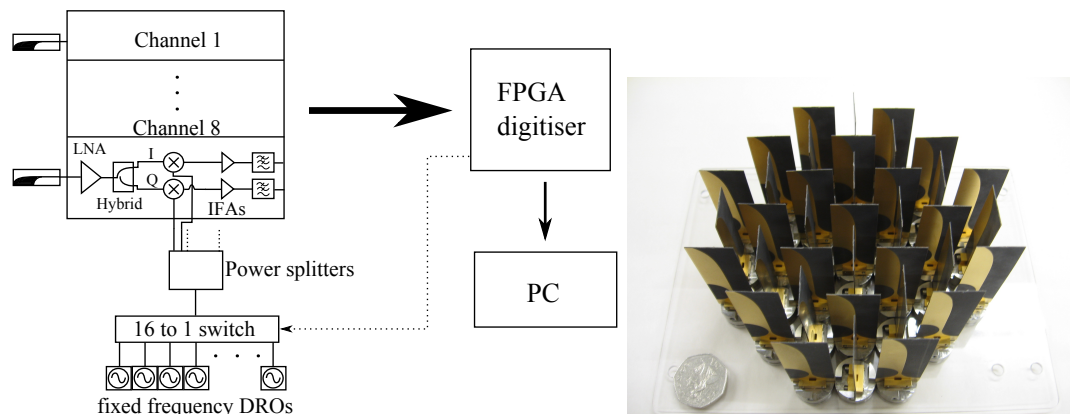 Channel 1
Channel 8
LNA
I
Q
Hybrid
IFAs
Power splitters
16 to 1 switch
fixed frequency DROs
FPGA
digitiser
PC